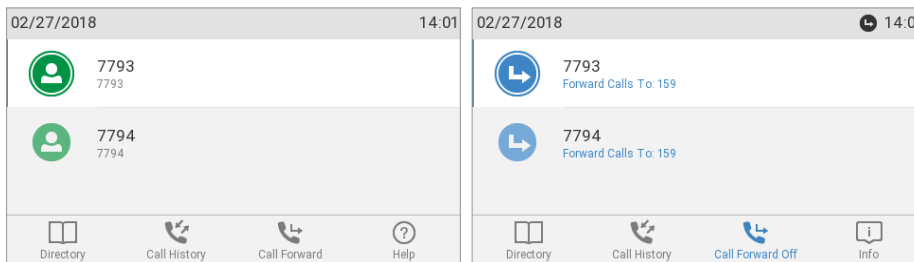 02/27/2018 14:01
7793
7793
7794
7794
Directory Call History Call Forward Help
02/27/2018
7793
Forward Calls To: 159
7794
Forward Calls To: 159
Directory Call History Call Forward Off Info